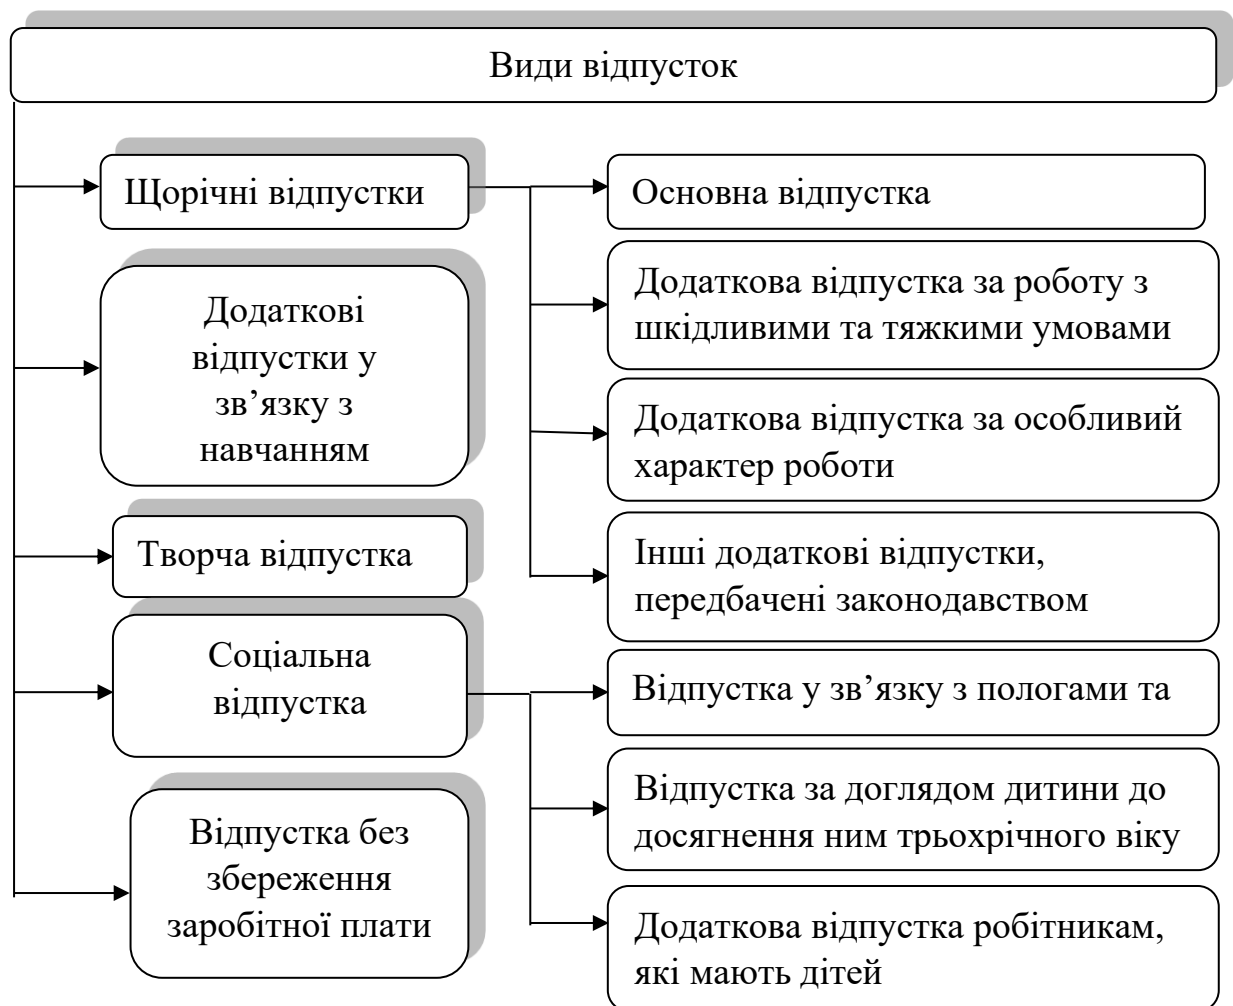 Види відпусток
Щорічні відпустки
Основна відпустка
Додаткова відпустка за роботу з
шкідливими та тяжкими умовами
Додаткові
відпустки у
зв’язку з
навчанням
Додаткова відпустка за особливий
характер роботи
Творча відпустка
Інші додаткові відпустки,
передбачені законодавством
Соціальна
відпустка
Відпустка у зв’язку з пологами та
Відпустка за доглядом дитини до
досягнення ним трьохрічного віку
Відпустка без
збереження
заробітної плати
Додаткова відпустка робітникам,
які мають дітей